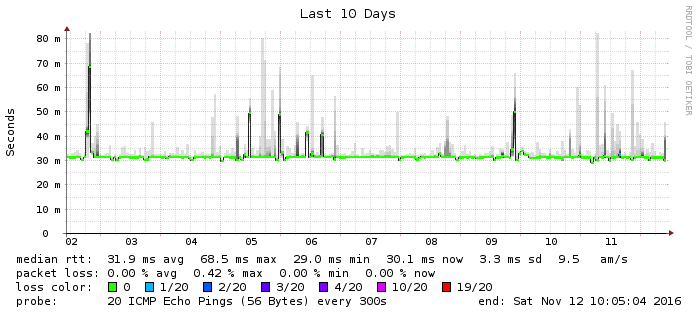 Last 10 Days
RRDTOOL / TOBI OETIKER
Seconds
80 m
70 m
60 m
50 m
40 m
30 m
20 m
10 m
0
02 03 04 05 06 07 08 09 10 11
median rtt: 31.9 ms avg 68.5 ms max 29.0 ms min 30.1 ms now 3.3 ms sd 9.5 am/s
packet loss: 0.00 % avg 0.42 % max 0.00 % min 0.00 % now
loss color: 0 1/20 2/20 3/20 4/20 10/20 19/20
probe: 20 ICMP Echo Pings (56 Bytes) every 300s end: Sat Nov 12 10:05:04 2016